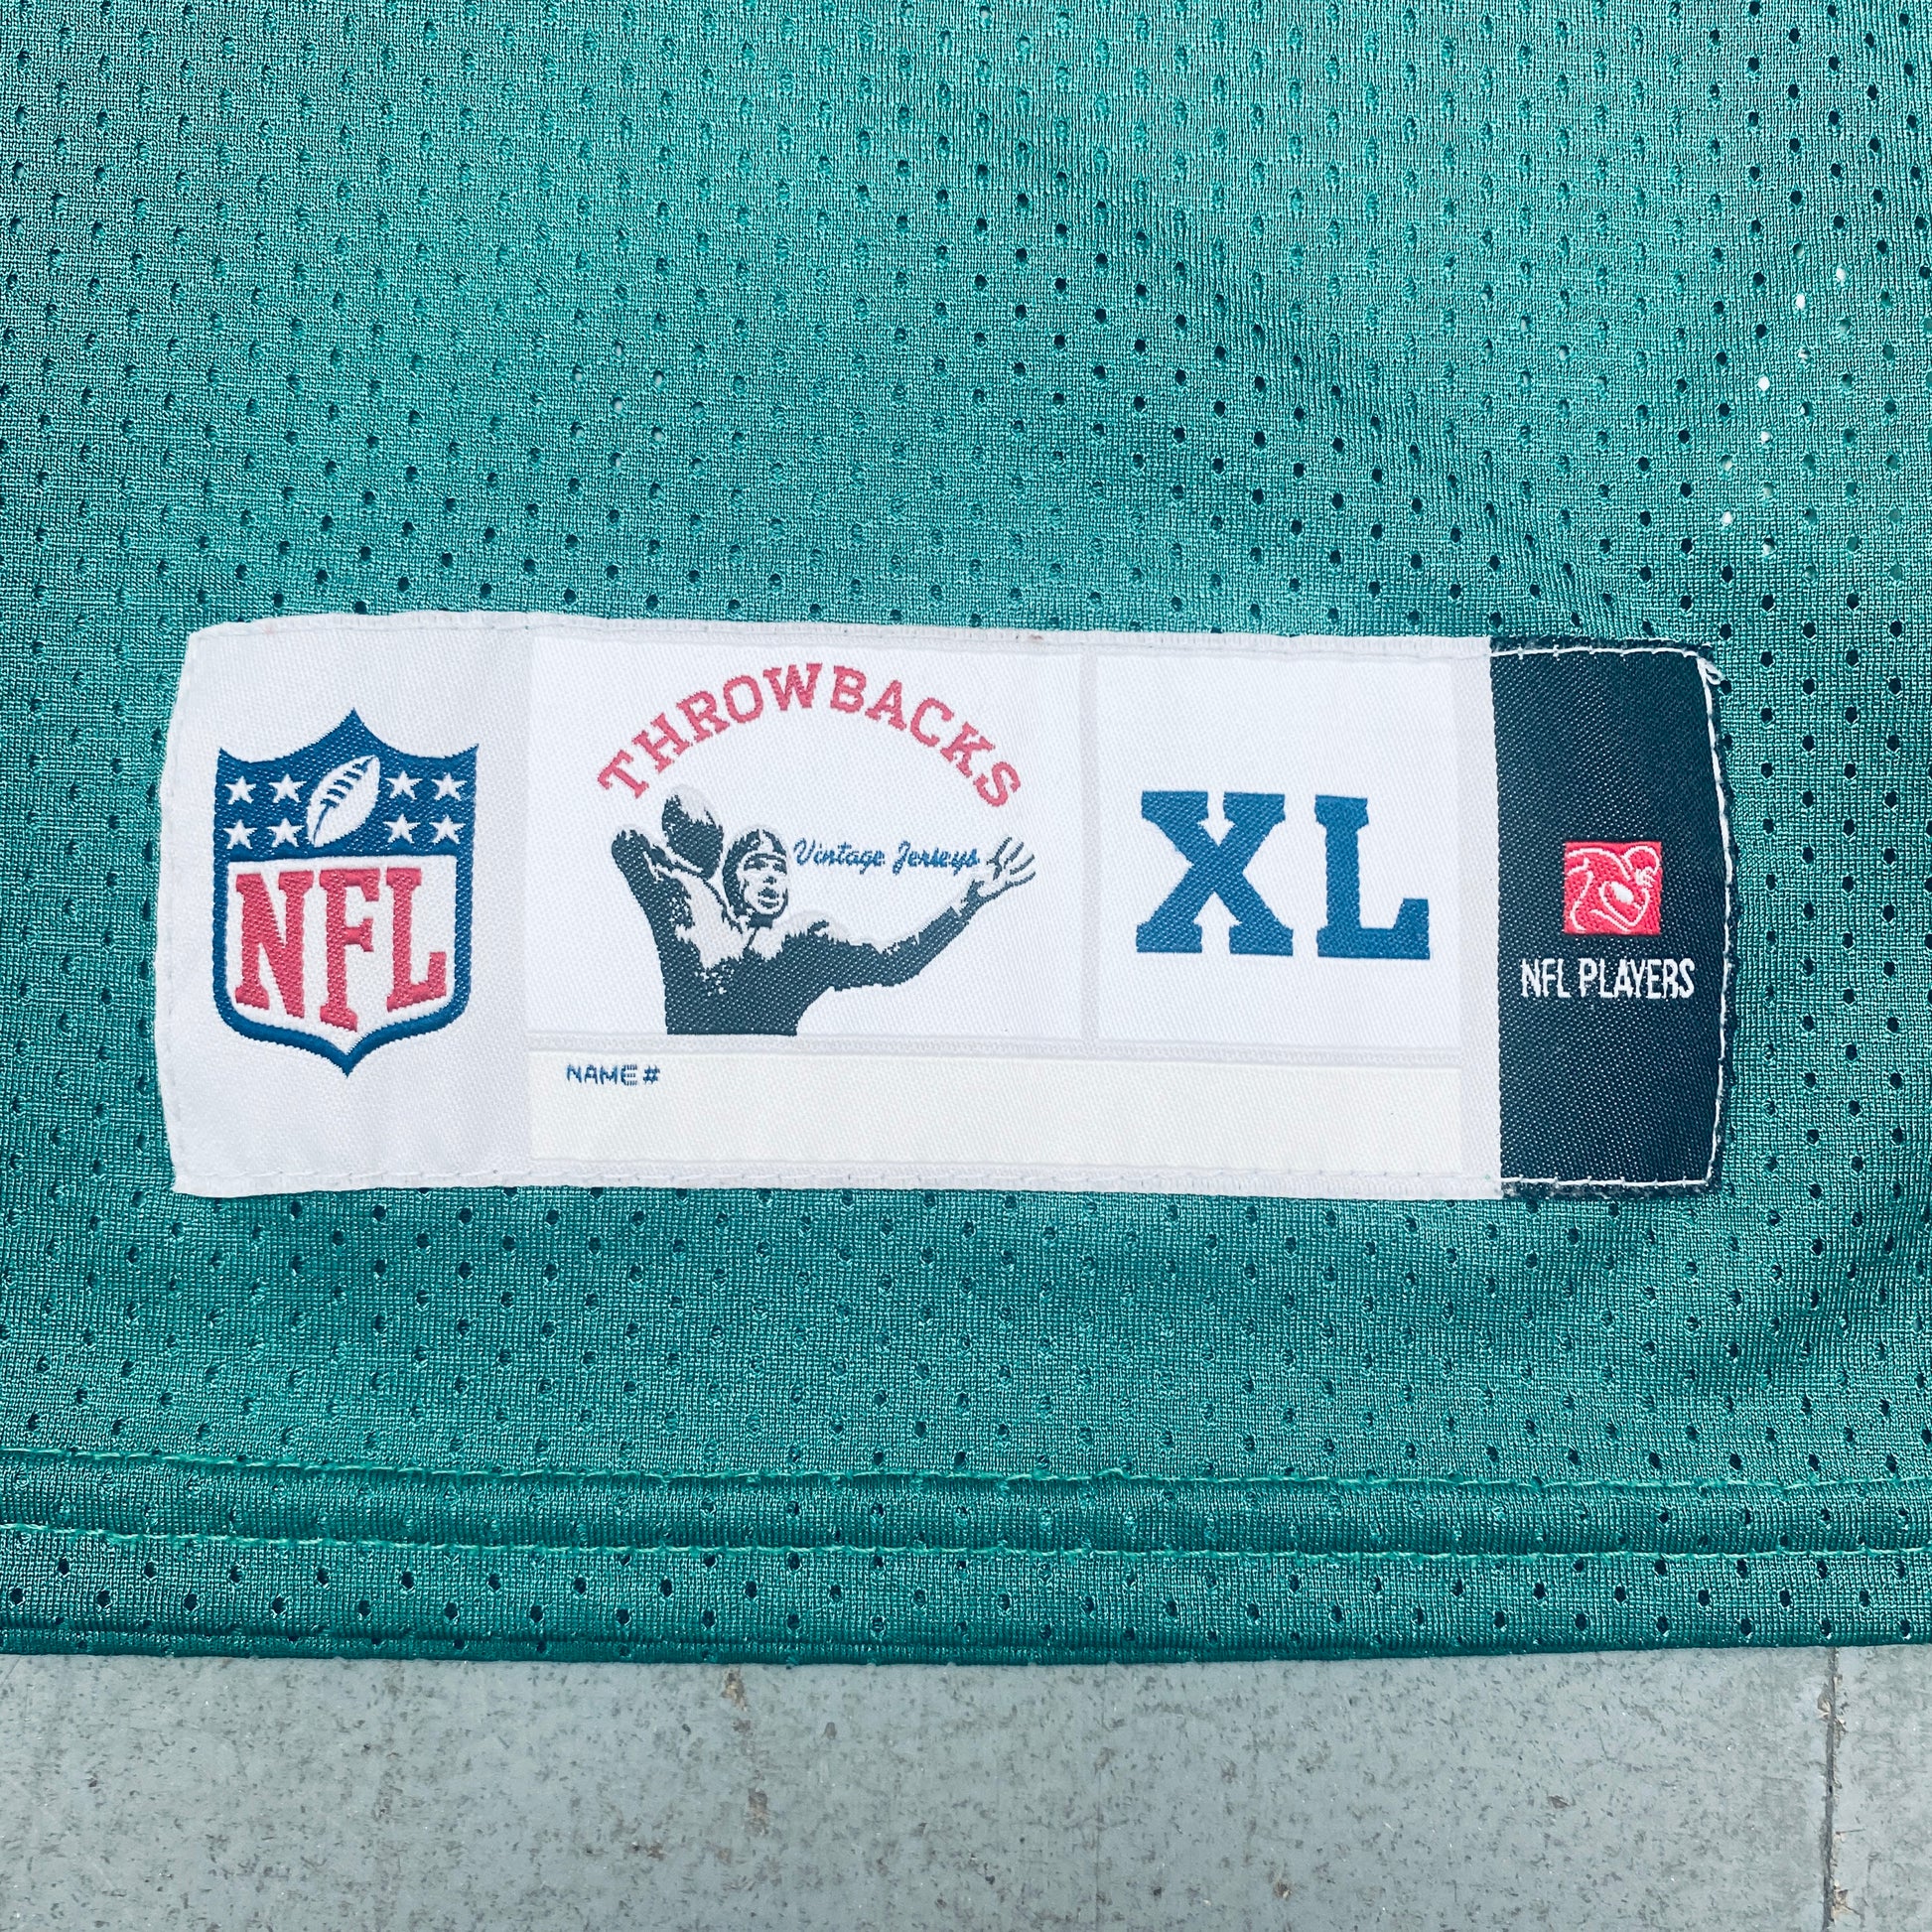 NFL
THROWBACKS
Vintage Jerseys
XL
NAME #
NFL PLAYERS